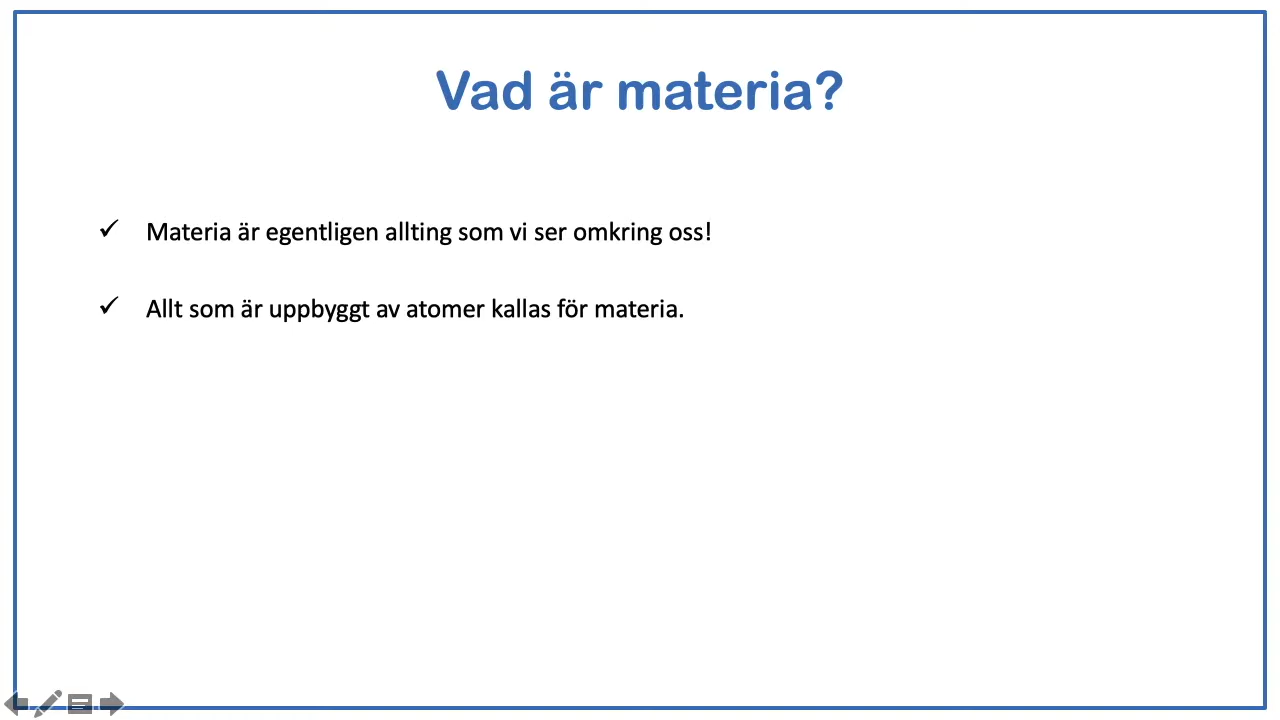 Vad är materia?
✓ Materia är egentligen allting som vi ser omkring oss!
✓ Allt som är uppbyggt av atomer kallas för materia.